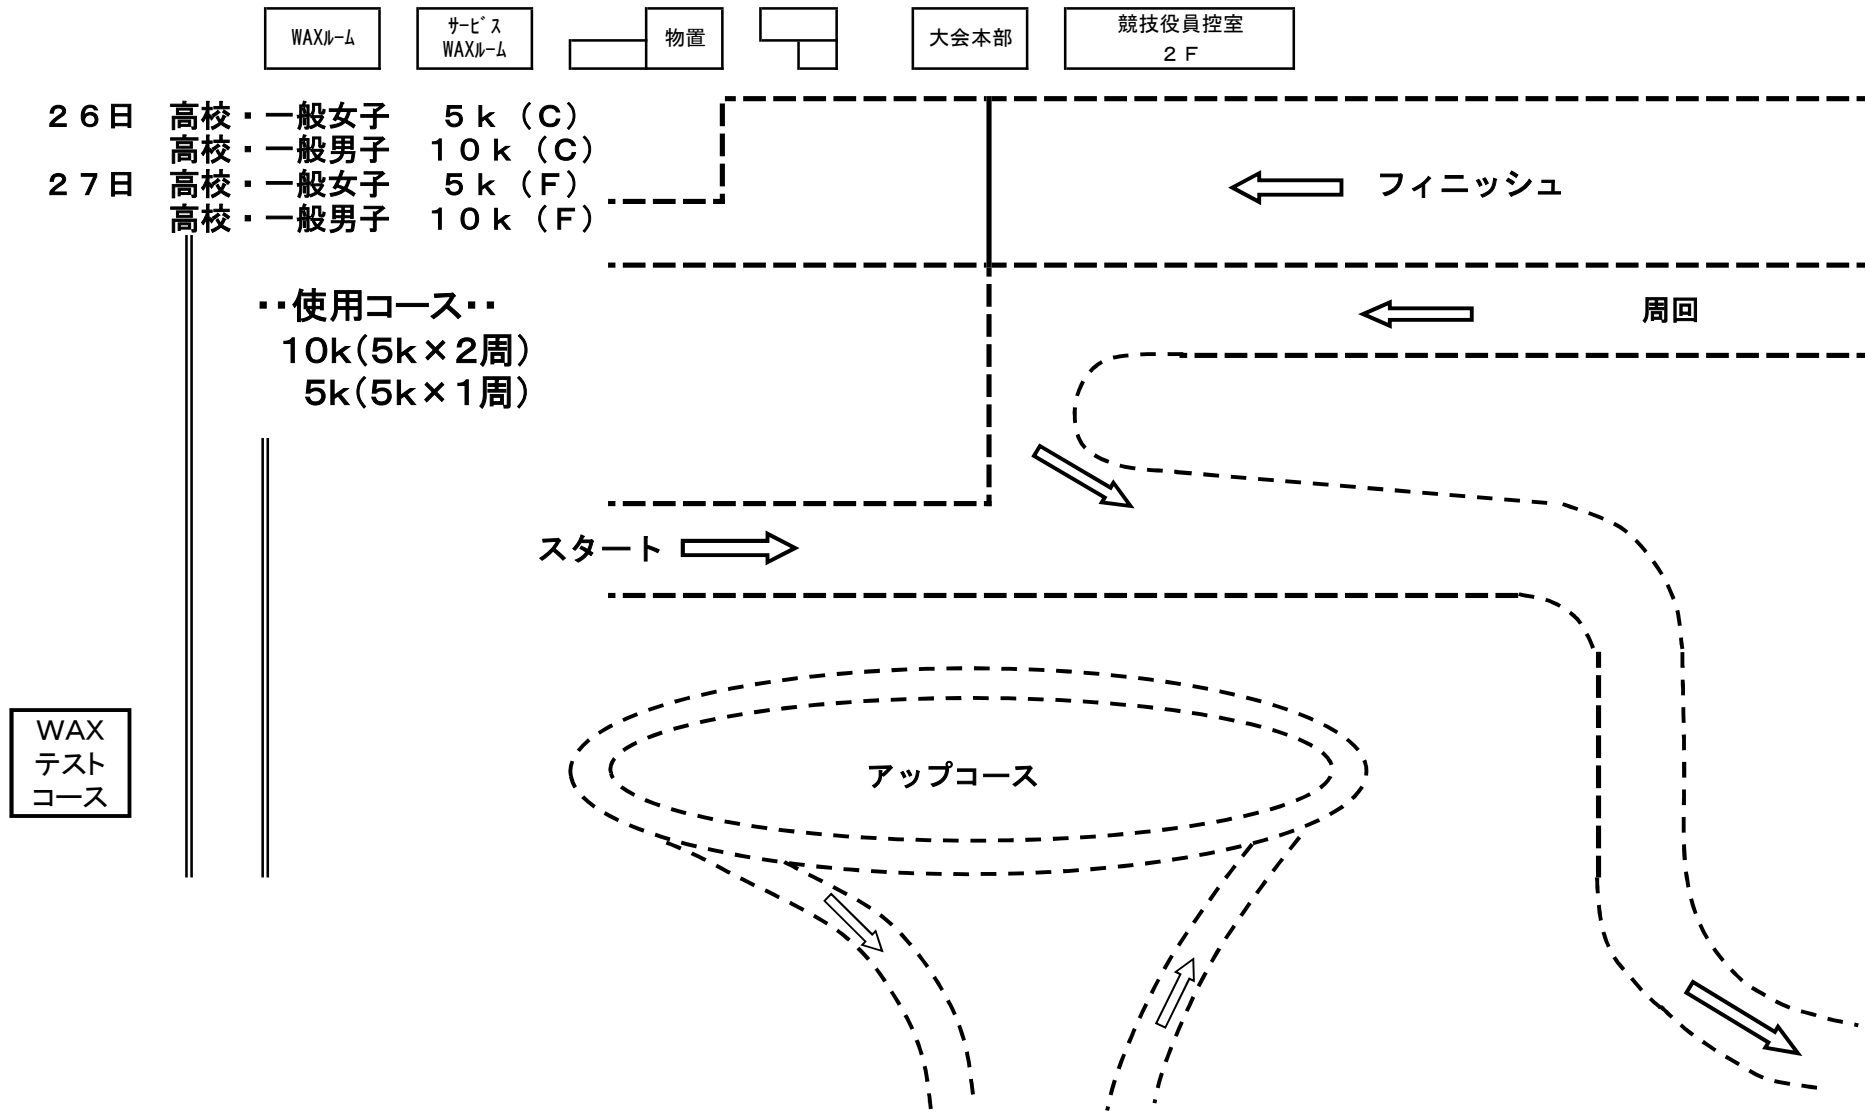 WAXﾙｰﾑ
ｻｰﾋﾞｽ
WAXﾙｰﾑ
物置
大会本部
競技役員控室
２Ｆ
２６日　高校・一般女子　５ｋ（Ｃ）
高校・一般男子　１０ｋ（Ｃ）
２７日　高校・一般女子　５ｋ（Ｆ）
高校・一般男子　１０ｋ（Ｆ）
フィニッシュ
・・使用コース・・
10k(5k×2周)
5k(5k×1周)
周回
スタート
WAX
テスト
コース
アップコース